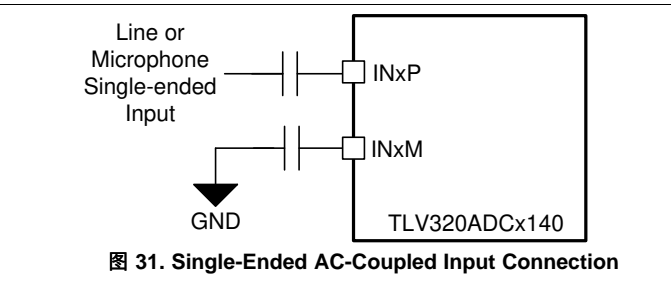 Line or
Microphone
Single-ended
Input
INxP
INxM
GND
TLV320ADCx140
图 31. Single-Ended AC-Coupled Input Connection